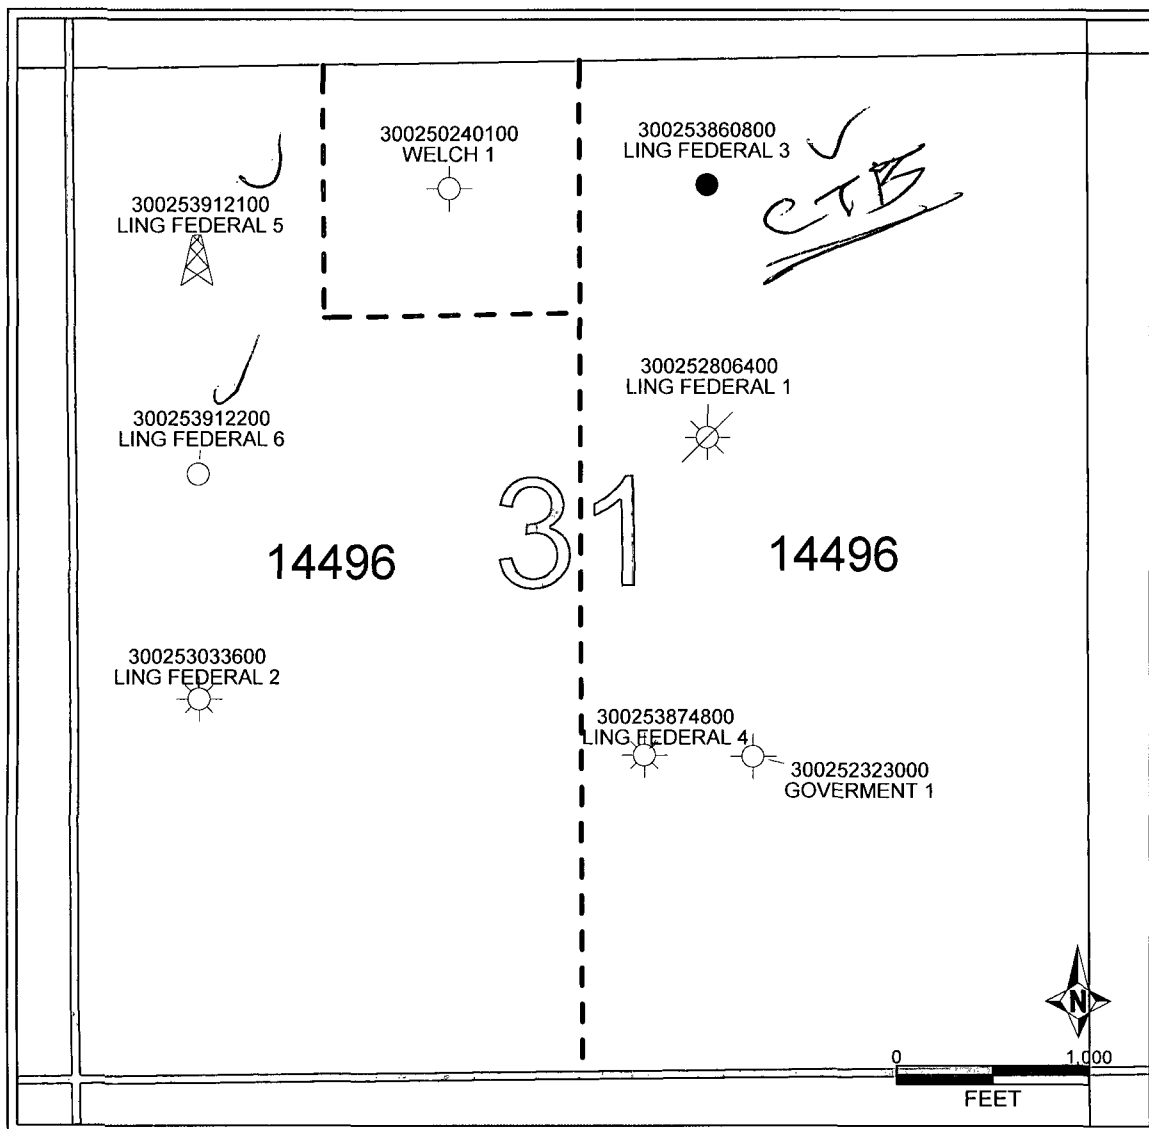 300250240100
WELCH 1
300253860800
LING FEDERAL 3
CTB
300253912100
LING FEDERAL 5
300252806400
LING FEDERAL 1
300253912200
LING FEDERAL 6
31
14496
14496
300253033600
LING FEDERAL 2
300253874800
LING FEDERAL 4
300252323000
GOVERMENT 1
N
0 1,000
FEET